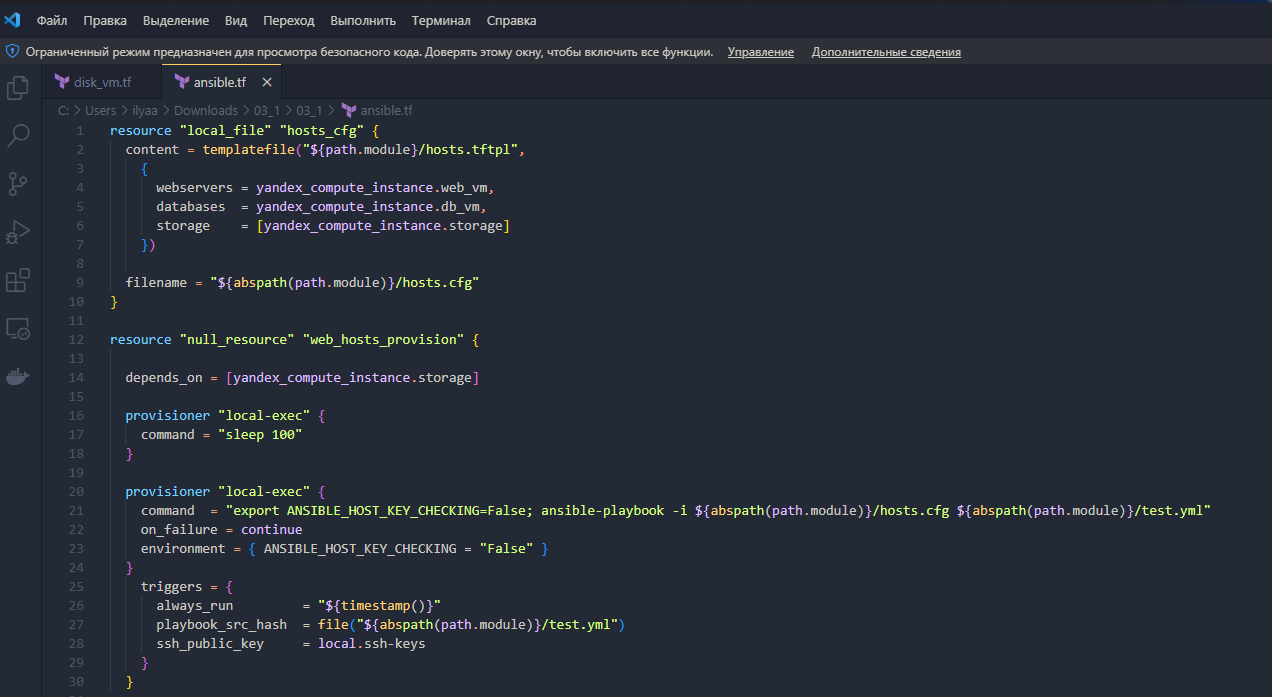 Файл Правка Выделение Вид Переход Выполнить Терминал Справка
Ограниченный режим предназначен для просмотра безопасного кода. Доверять этому окну, чтобы включить все функции. Управление Дополнительные сведения
disk_vm.tf ansible.tf
C: > Users > ilyaa > Downloads > 03_1 > 03_1 > ansible.tf
1 resource "local_file" "hosts_cfg" {
2 content = templatefile("${path.module}/hosts.tftpl",
3 {
4 webservers = yandex_compute_instance.web_vm,
5 databases = yandex_compute_instance.db_vm,
6 storage = [yandex_compute_instance.storage]
7 })
8
9 filename = "${abspath(path.module)}/hosts.cfg"
10 }
11
12 resource "null_resource" "web_hosts_provision" {
13
14 depends_on = [yandex_compute_instance.storage]
15
16 provisioner "local-exec" {
17 command = "sleep 100"
18 }
19
20 provisioner "local-exec" {
21 command = "export ANSIBLE_HOST_KEY_CHECKING=False; ansible-playbook -i ${abspath(path.module)}/hosts.cfg ${abspath(path.module)}/test.yml"
22 on_failure = continue
23 environment = { ANSIBLE_HOST_KEY_CHECKING = "False" }
24 }
25 triggers = {
26 always_run = "${timestamp()}"
27 playbook_src_hash = file("${abspath(path.module)}/test.yml")
28 ssh_public_key = local.ssh-keys
29 }
30 }